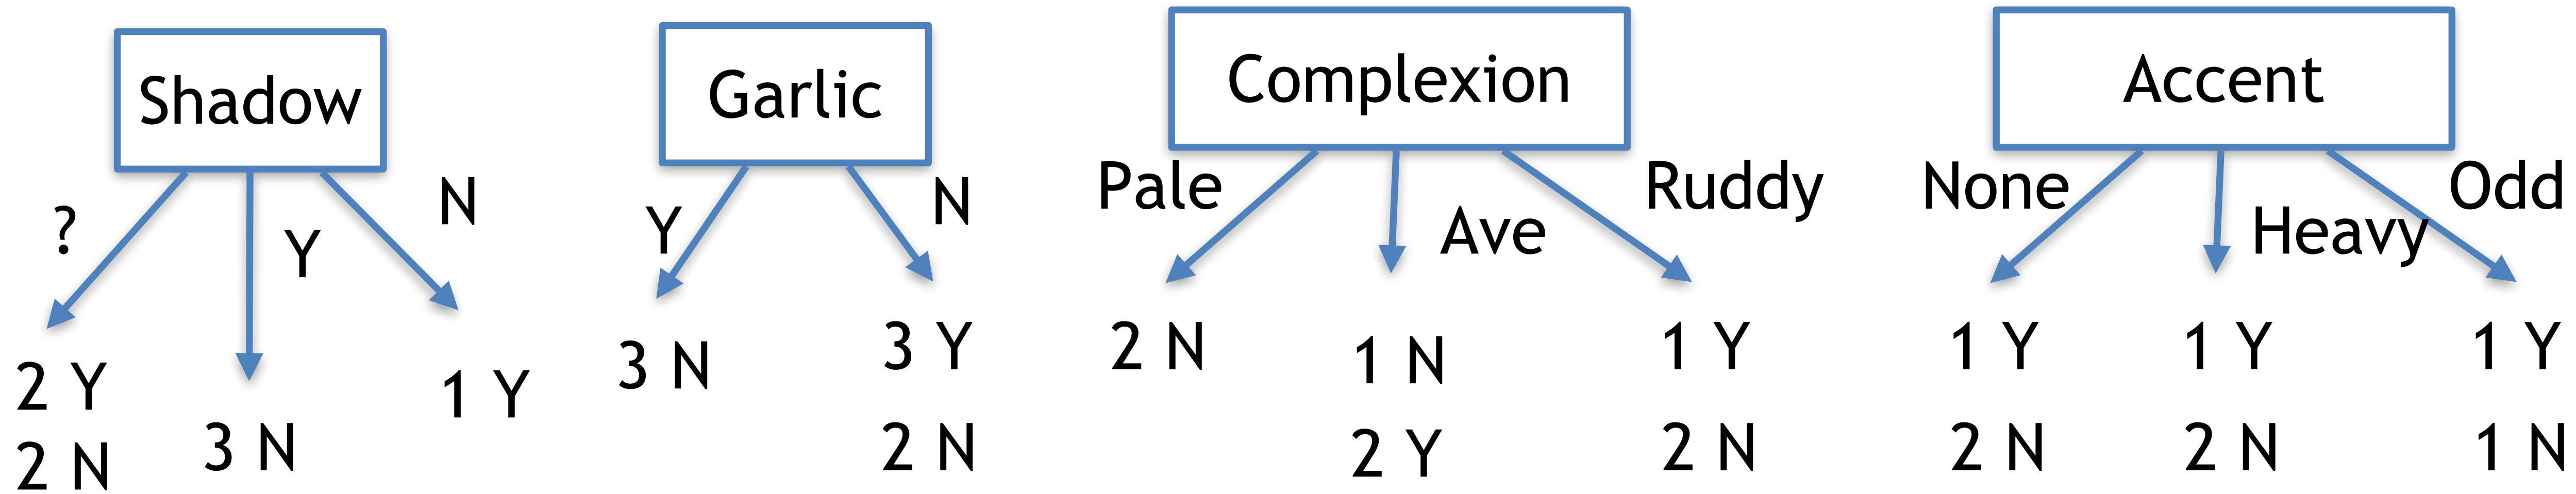 Shadow
?
Y
N
2 Y
2 N
3 N
1 Y
Garlic
Y
N
3 N
3 Y
2 N
Complexion
Pale
Ave
Ruddy
2 N
1 N
2 Y
1 Y
2 N
Accent
None
Heavy
Odd
1 Y
2 N
1 Y
2 N
1 Y
1 N